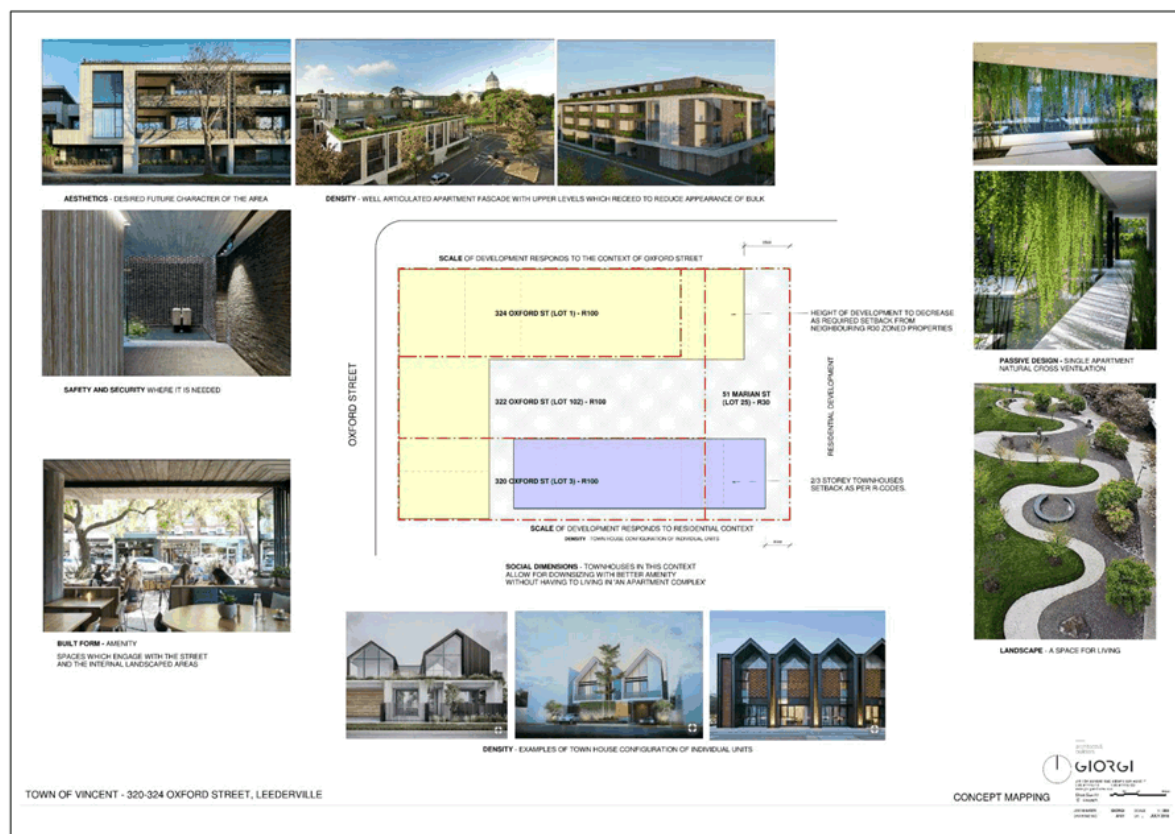 AESTHETICS - DESIRED FUTURE CHARACTER OF THE AREA
DENSITY - WELL ARTICULATED APARTMENT FASCADE WITH UPPER LEVELS WHICH RECEED TO REDUCE APPEARANCE OF BULK
SCALE OF DEVELOPMENT RESPONDS TO THE CONTEXT OF OXFORD STREET
324 OXFORD ST (LOT 1) - R100
HEIGHT OF DEVELOPMENT TO DECREASE
AS REQUIRED SETBACK FROM
NEIGHBOURING R30 ZONED PROPERTIES
PASSIVE DESIGN - SINGLE APARTMENT
NATURAL CROSS VENTILATION
SAFETY AND SECURITY WHERE IT IS NEEDED
OXFORD STREET
322 OXFORD ST (LOT 102) - R100
51 MARIAN ST
(LOT 25) - R30
RESIDENTIAL DEVELOPMENT
320 OXFORD ST (LOT 3) - R100
2/3 STOREY TOWNHOUSES
SETBACK AS PER R-CODES.
SCALE OF DEVELOPMENT RESPONDS TO RESIDENTIAL CONTEXT
DENSITY - TOWN HOUSE CONFIGURATION OF INDIVIDUAL UNITS
SOCIAL DIMENSIONS - TOWNHOUSES IN THIS CONTEXT
ALLOW FOR DOWNSIZING WITH BETTER AMENITY
WITHOUT HAVING TO LIVING IN 'AN APARTMENT COMPLEX'
BUILT FORM - AMENITY
SPACES WHICH ENGAGE WITH THE STREET
AND THE INTERNAL LANDSCAPED AREAS
LANDSCAPE - A SPACE FOR LIVING
DENSITY - EXAMPLES OF TOWN HOUSE CONFIGURATION OF INDIVIDUAL UNITS
GIORGI
TOWN OF VINCENT - 320-324 OXFORD STREET, LEEDERVILLE
CONCEPT MAPPING